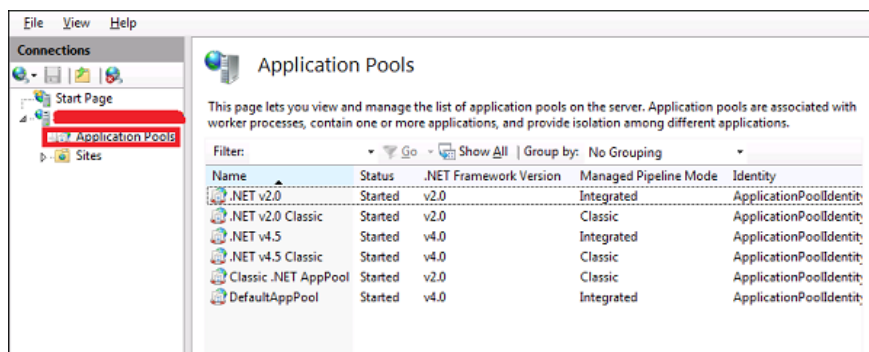 File View Help
Connections
Start Page
Application Pools
Sites
Application Pools
This page lets you view and manage the list of application pools on the server. Application pools are associated with
worker processes, contain one or more applications, and provide isolation among different applications.
Filter: Go Show All Group by: No Grouping
Name Status .NET Framework Version Managed Pipeline Mode Identity
.NET v2.0 Started v2.0 Integrated ApplicationPoolIdentity
.NET v2.0 Classic Started v2.0 Classic ApplicationPoolIdentity
.NET v4.5 Started v4.0 Integrated ApplicationPoolIdentity
.NET v4.5 Classic Started v4.0 Classic ApplicationPoolIdentity
Classic .NET AppPool Started v2.0 Classic ApplicationPoolIdentity
DefaultAppPool Started v4.0 Integrated ApplicationPoolIdentity